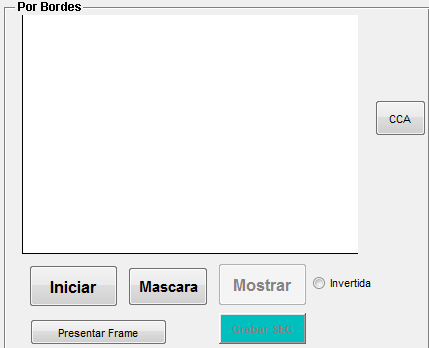 Por Bordes
CCA
Iniciar
Mascara
Mostrar
Invertida
Presentar Frame
Grabar SEC